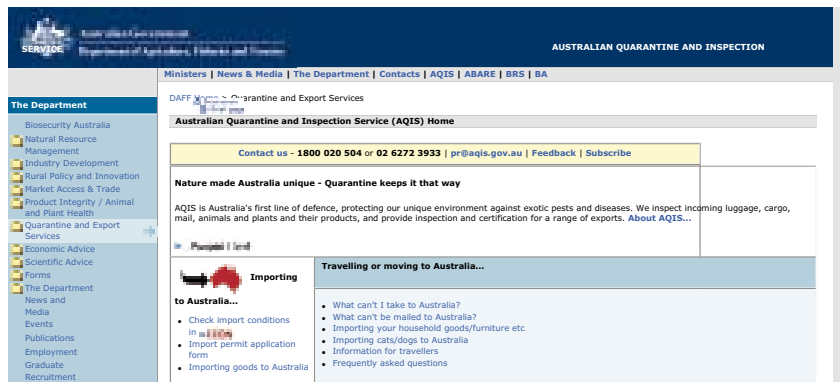 SERVICE
AUSTRALIAN QUARANTINE AND INSPECTION
Ministers | News & Media | The Department | Contacts | AQIS | ABARE | BRS | BA
DAFF Home > Quarantine and Export Services
The Department
Australian Quarantine and Inspection Service (AQIS) Home
Biosecurity Australia
Natural Resource
Management
Industry Development
Rural Policy and Innovation
Market Access & Trade
Product Integrity / Animal
and Plant Health
Quarantine and Export
Services
Economic Advice
Scientific Advice
Forms
The Department
News and
Media
Events
Publications
Employment
Graduate
Recruitment
Contact us - 1800 020 504 or 02 6272 3933 | pr@aqis.gov.au | Feedback | Subscribe
Nature made Australia unique - Quarantine keeps it that way
AQIS is Australia's first line of defence, protecting our unique environment against exotic pests and diseases. We inspect incoming luggage, cargo,
mail, animals and plants and their products, and provide inspection and certification for a range of exports. About AQIS...
Importing
to Australia...
Check import conditions
in
Import permit application
form
Importing goods to Australia
Travelling or moving to Australia...
What can't I take to Australia?
What can't be mailed to Australia?
Importing your household goods/furniture etc
Importing cats/dogs to Australia
Information for travellers
Frequently asked questions